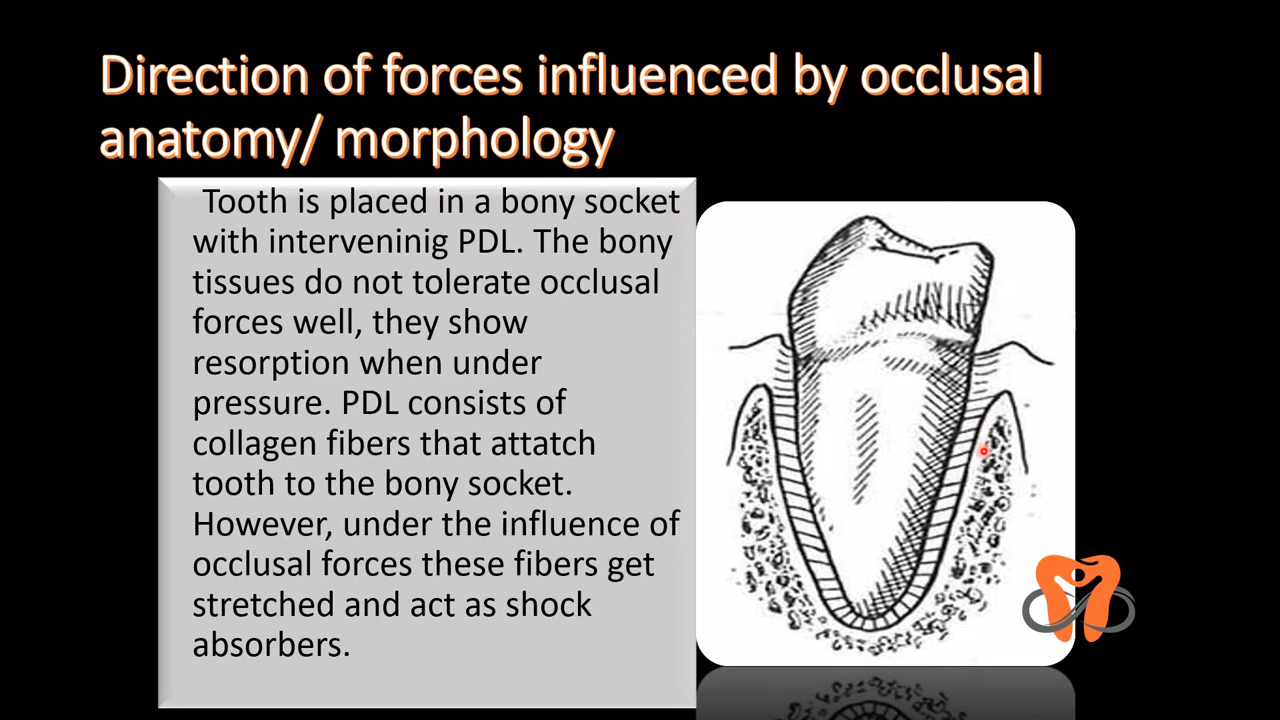 Direction of forces influenced by occlusal
anatomy/ morphology
Tooth is placed in a bony socket
with interveninig PDL. The bony
tissues do not tolerate occlusal
forces well, they show
resorption when under
pressure. PDL consists of
collagen fibers that attatch
tooth to the bony socket.
However, under the influence of
occlusal forces these fibers get
stretched and act as shock
absorbers.